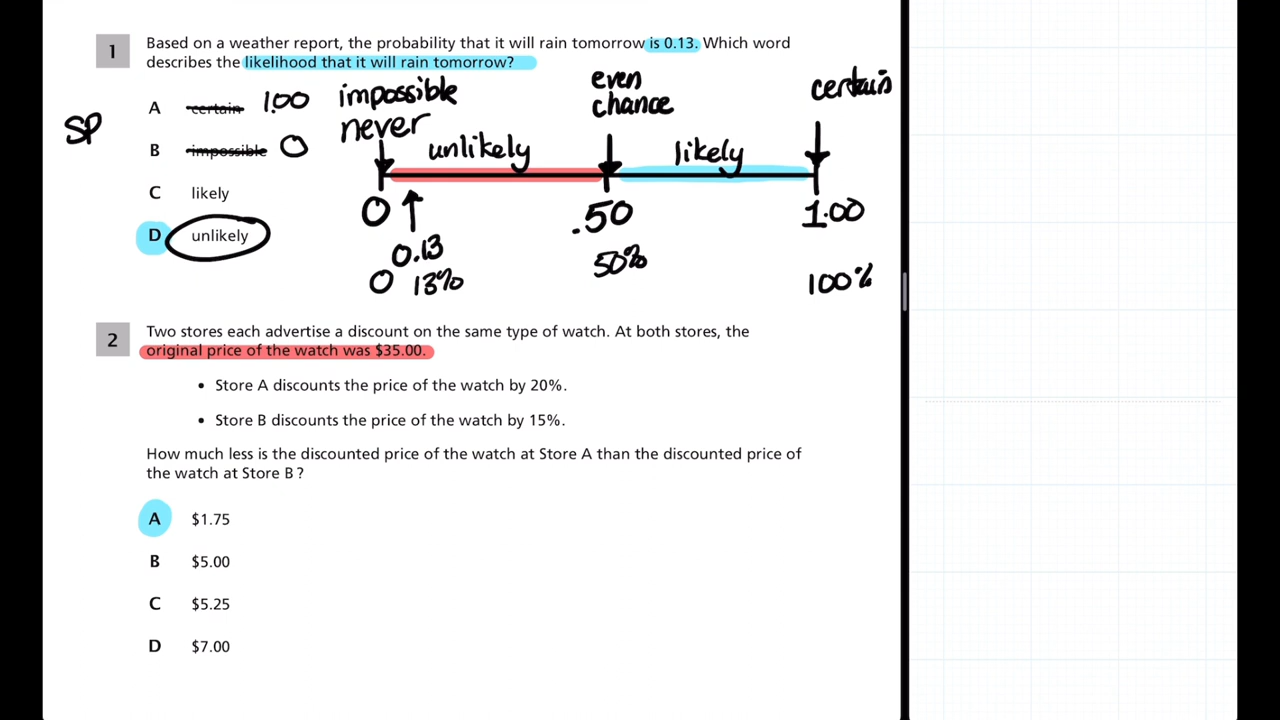 1
Based on a weather report, the probability that it will rain tomorrow is 0.13. Which word
describes the likelihood that it will rain tomorrow?
SP
A certain 1.00
B impossible 0
C likely
D unlikely
impossible
never
even
chance
certain
unlikely
likely
0
.50
1.00
0.13
0 13%
50%
100%
2
Two stores each advertise a discount on the same type of watch. At both stores, the
original price of the watch was $35.00.
• Store A discounts the price of the watch by 20%.
• Store B discounts the price of the watch by 15%.
How much less is the discounted price of the watch at Store A than the discounted price of
the watch at Store B ?
A $1.75
B $5.00
C $5.25
D $7.00